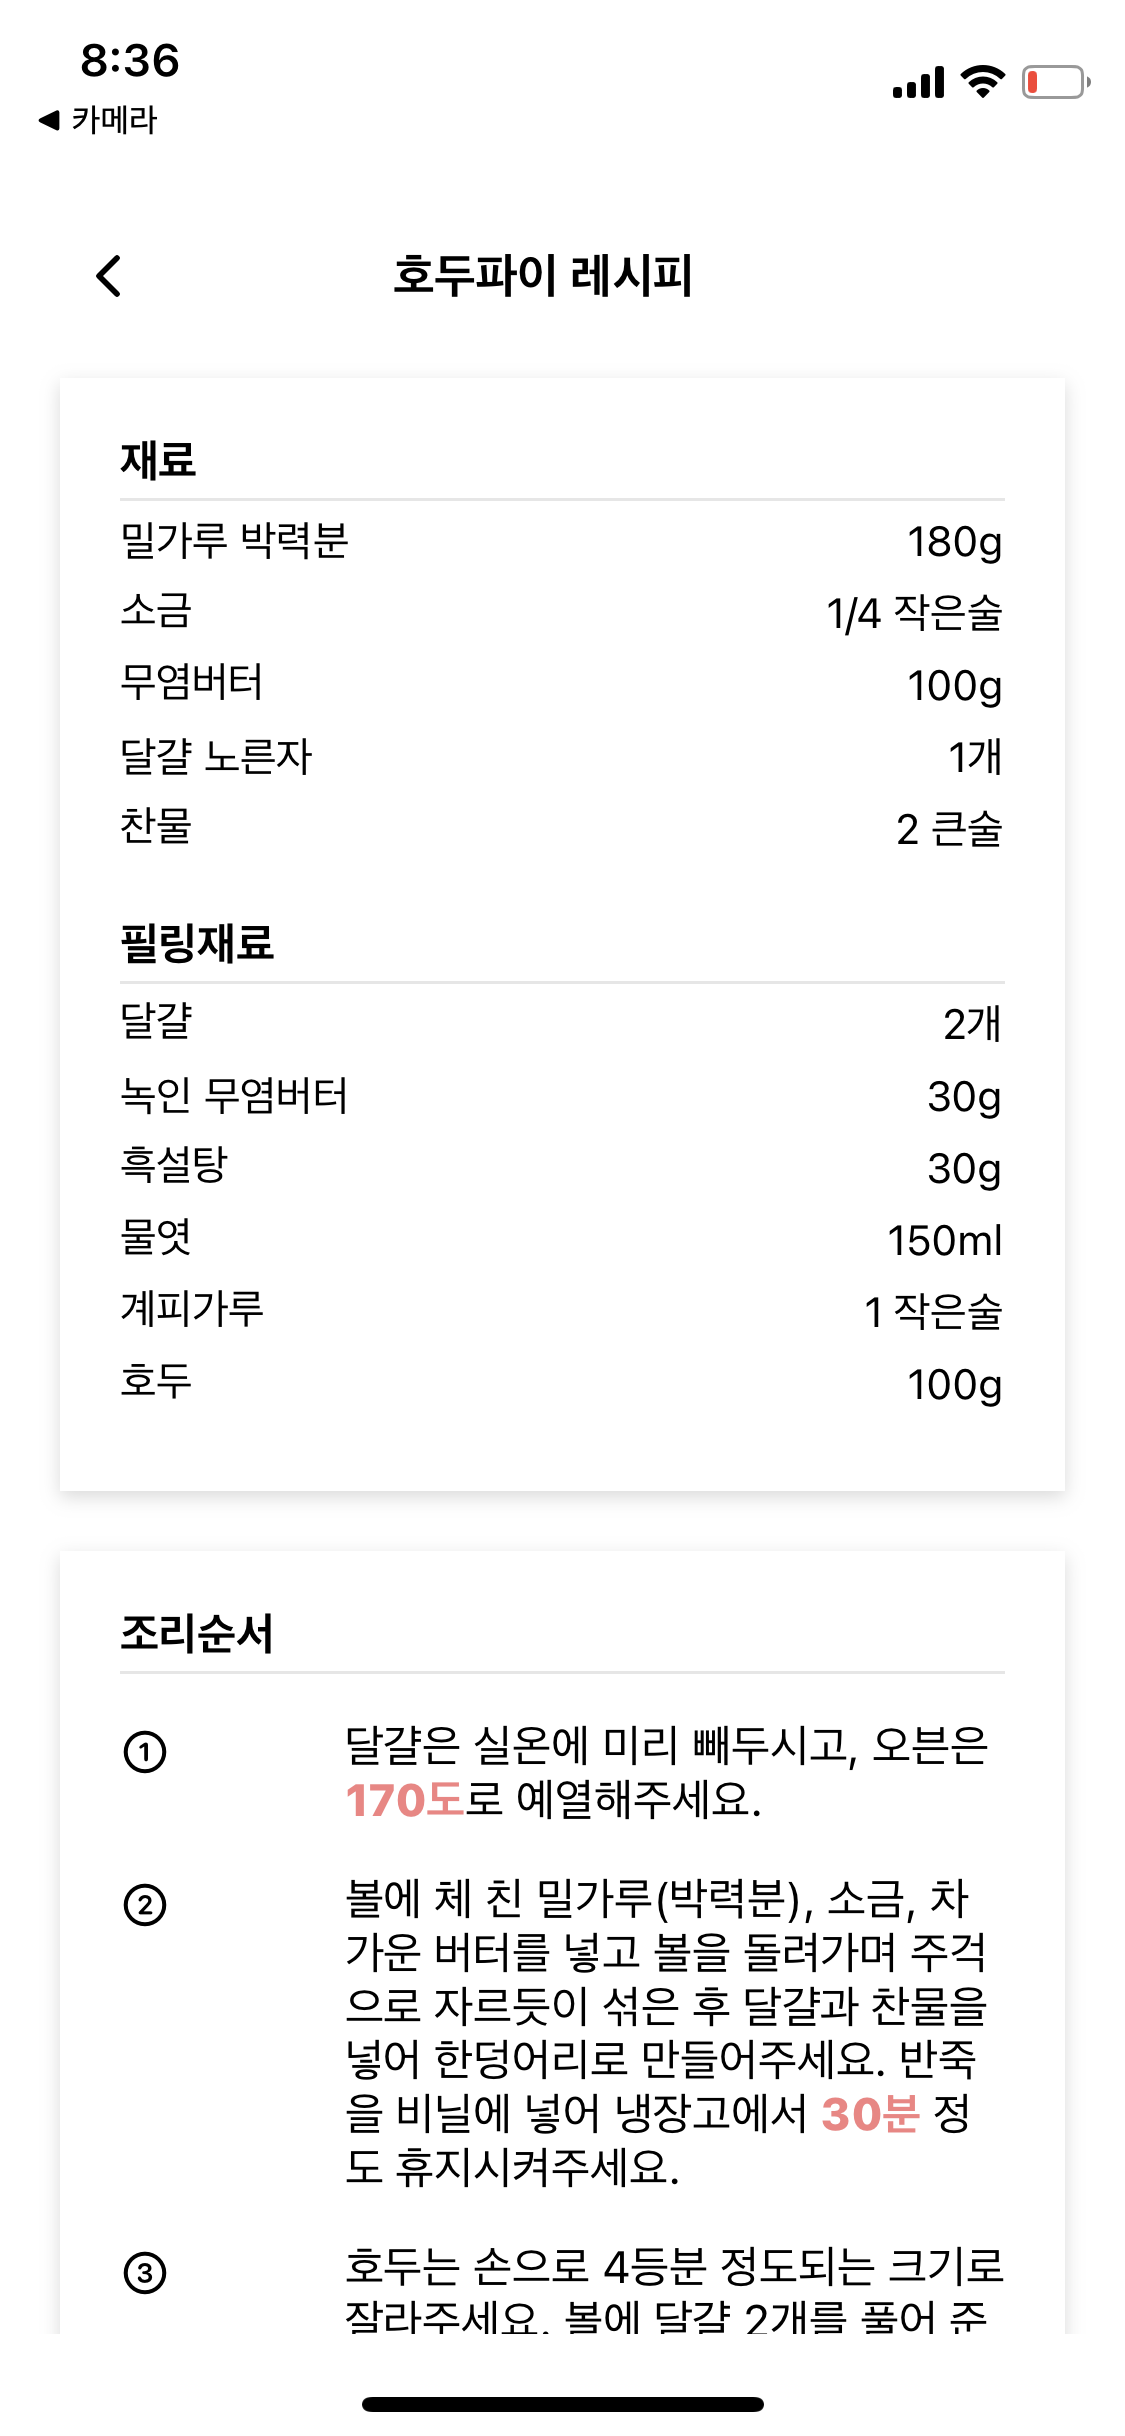 8:36
◀ 카메라
호두파이 레시피
재료
밀가루 박력분 180g
소금 1/4 작은술
무염버터 100g
달걀 노른자 1개
찬물 2 큰술
필링재료
달걀 2개
녹인 무염버터 30g
흑설탕 30g
물엿 150ml
계피가루 1 작은술
호두 100g
조리순서
① 달걀은 실온에 미리 빼두시고, 오븐은
170도로 예열해주세요.
② 볼에 체 친 밀가루(박력분), 소금, 차
가운 버터를 넣고 볼을 돌려가며 주걱
으로 자르듯이 섞은 후 달걀과 찬물을
넣어 한덩어리로 만들어주세요. 반죽
을 비닐에 넣어 냉장고에서 30분 정
도 휴지시켜주세요.
③ 호두는 손으로 4등분 정도되는 크기로
잘라주세요. 볼에 달걀 2개를 풀어 준